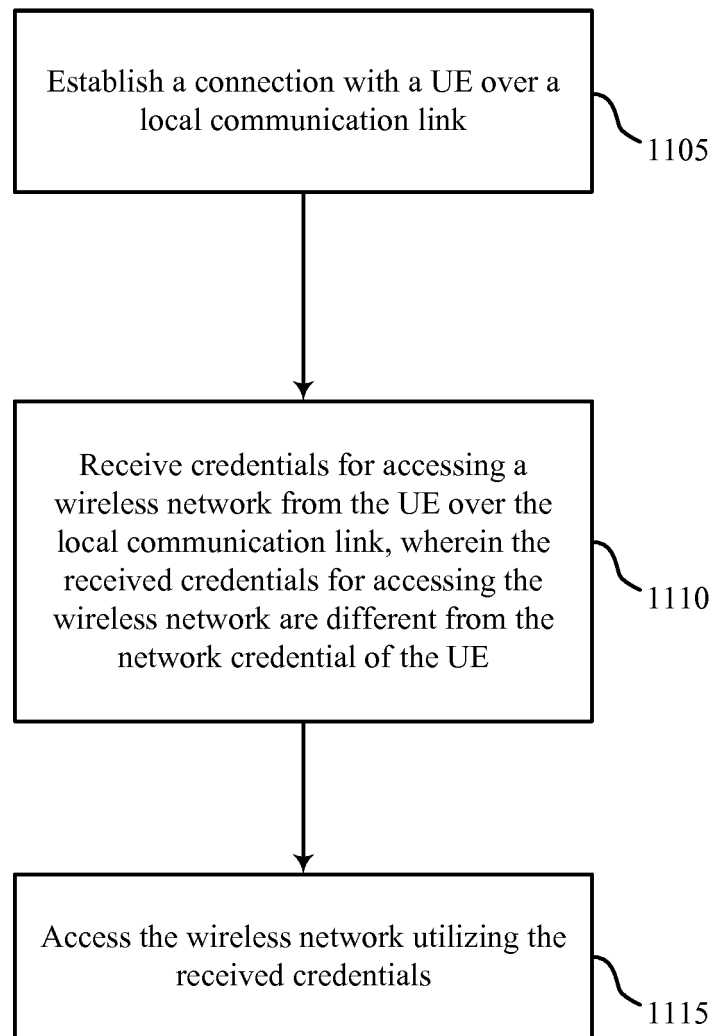 Establish a connection with a UE over a
local communication link
1105
Receive credentials for accessing a
wireless network from the UE over the
local communication link, wherein the
received credentials for accessing the
wireless network are different from the
network credential of the UE
1110
Access the wireless network utilizing the
received credentials
1115